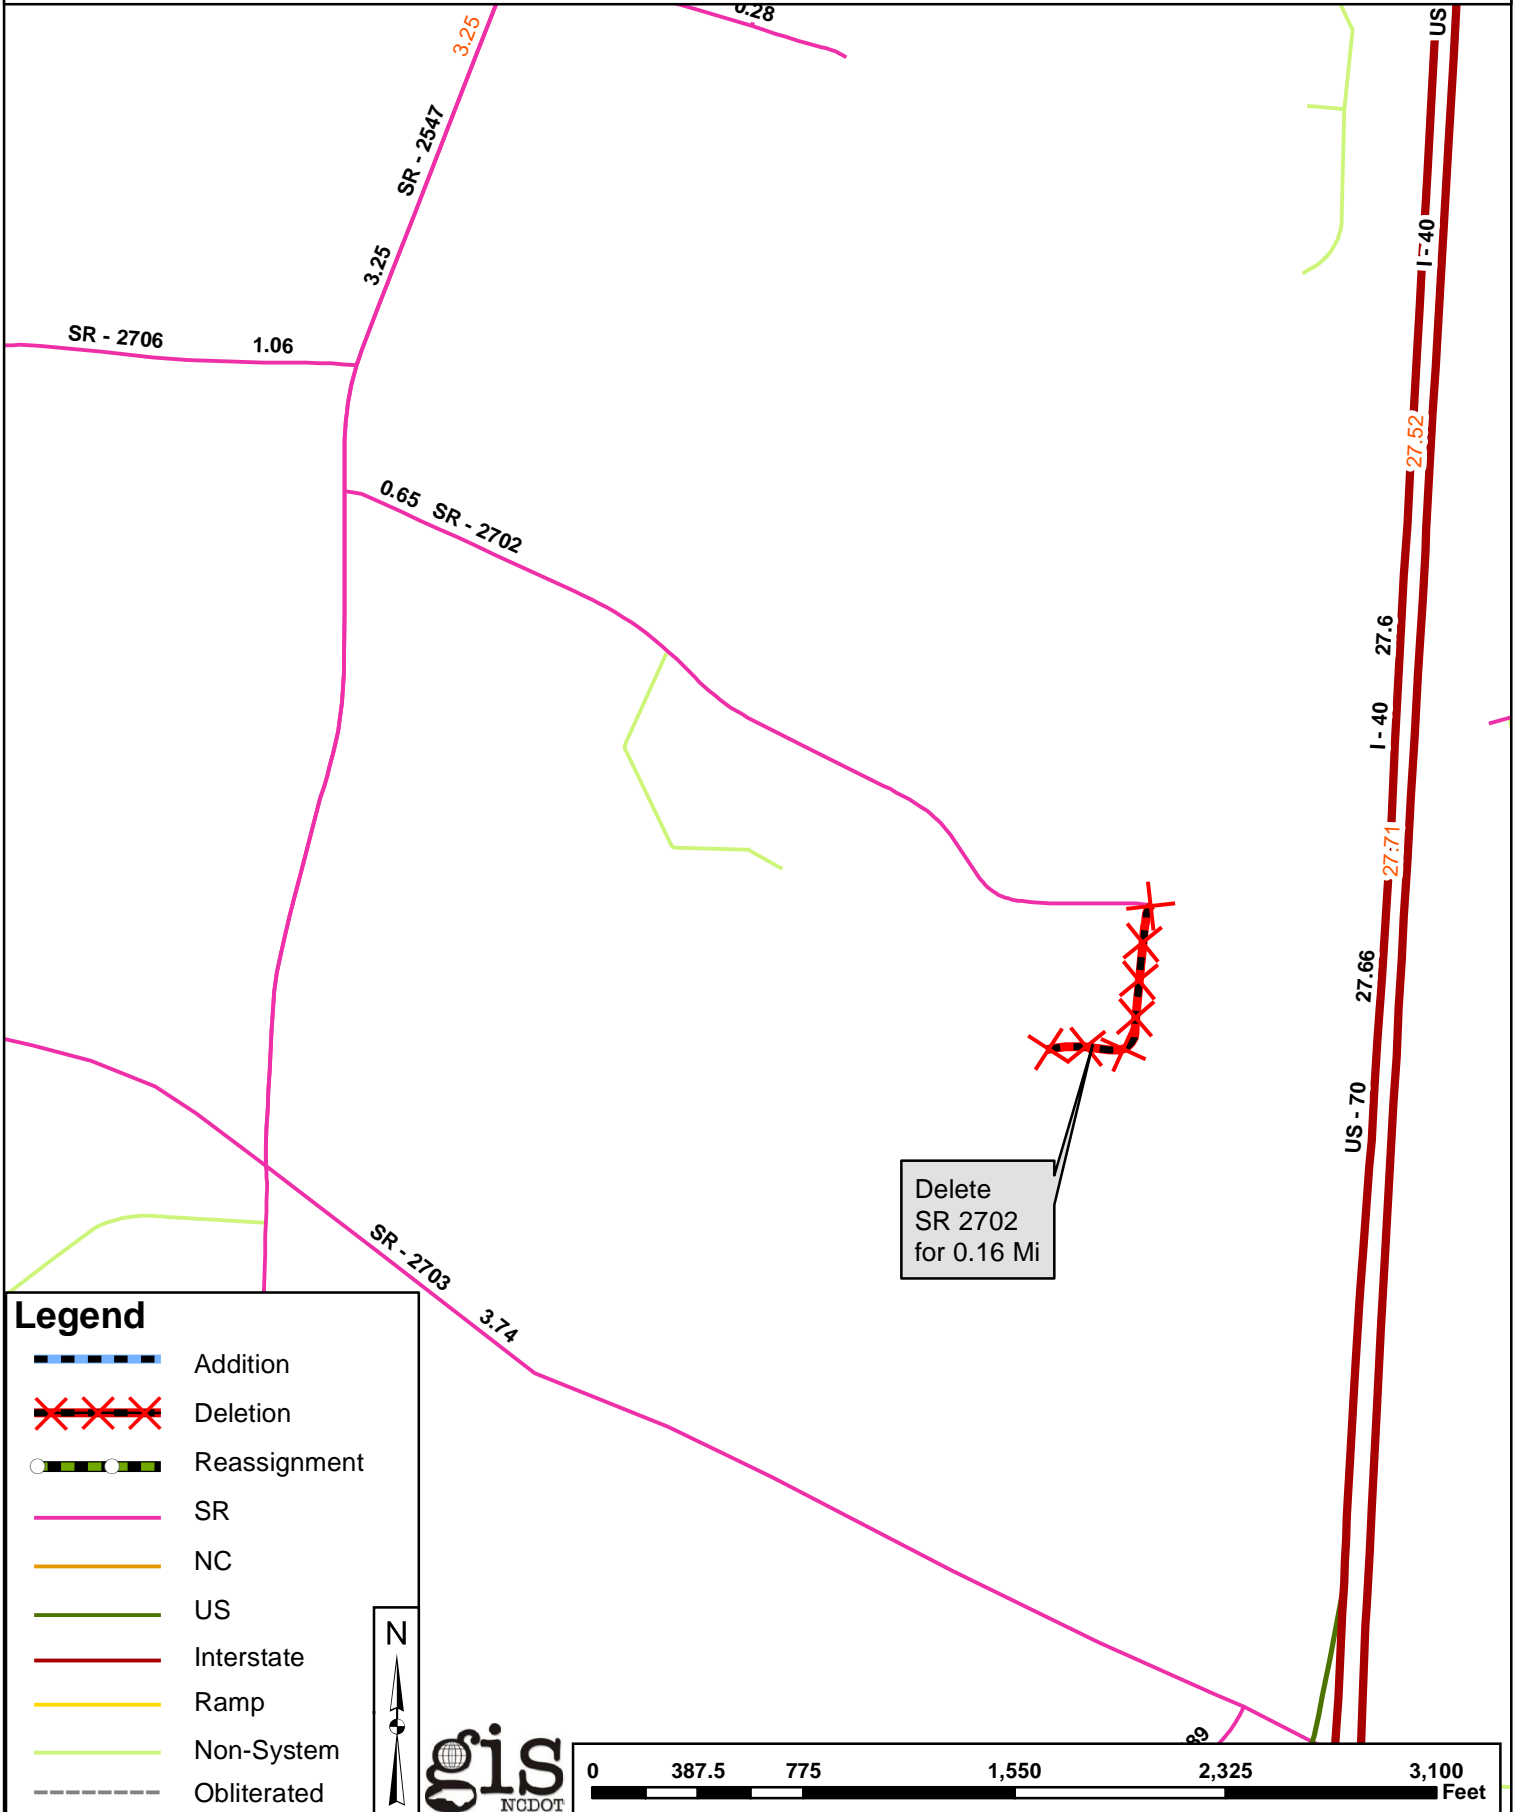 0.28
US
3.25
SR - 2547
3.25
I - 40
SR - 2706
1.06
27.52
0.65 SR - 2702
27.6
I - 40
27.71
27.66
US - 70
Delete
SR 2702
for 0.16 Mi
SR - 2703
3.74
Legend
Addition
Deletion
Reassignment
SR
NC
US
Interstate
Ramp
Non-System
Obliterated
N
gis
NCDOT
0 387.5 775 1,550 2,325 3,100
Feet